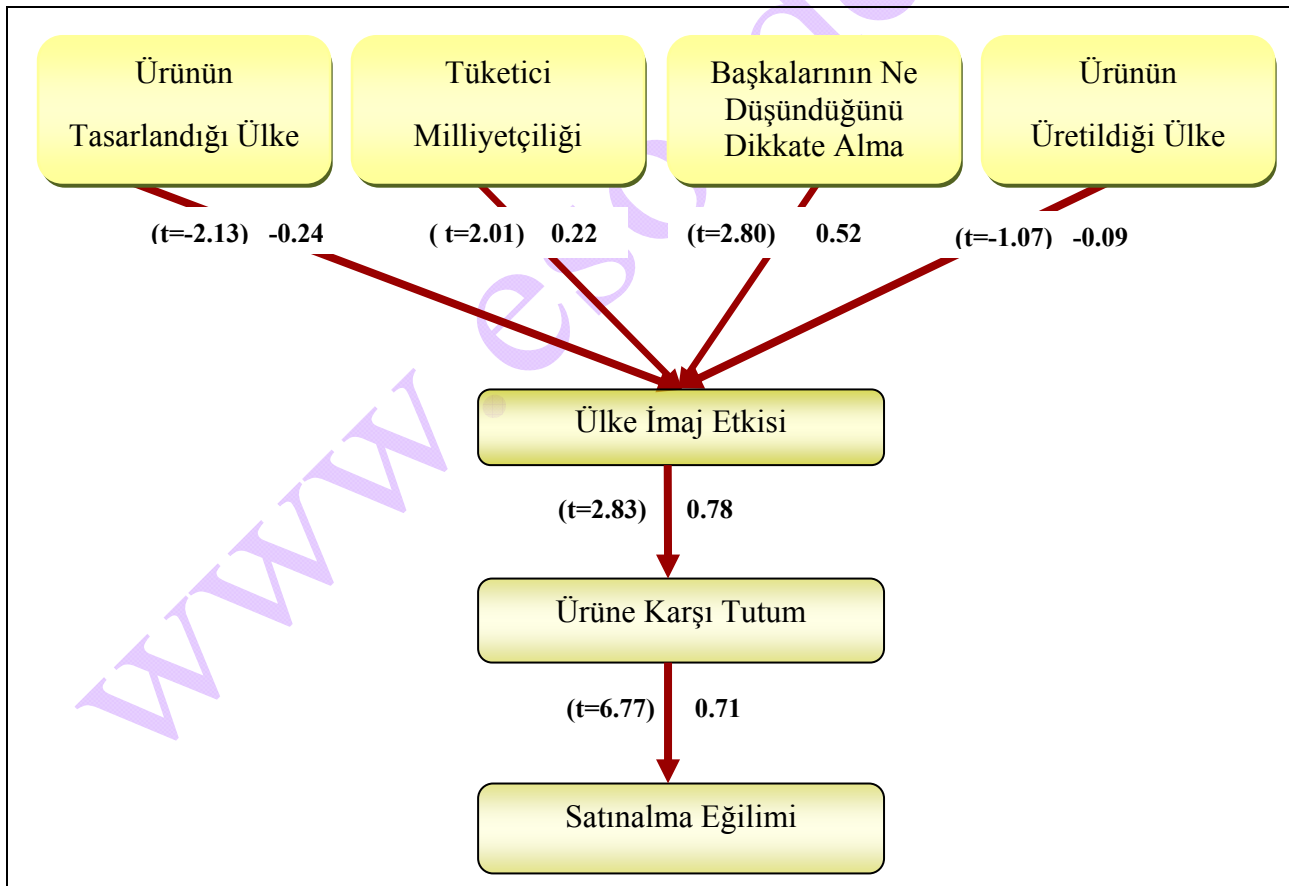 Ürünün
Tasarlandığı Ülke
Tüketici
Milliyetçiliği
Başkalarının Ne
Düşündüğünü
Dikkate Alma
Ürünün
Üretildiği Ülke
(t=-2.13) -0.24
( t=2.01) 0.22
(t=2.80) 0.52
(t=-1.07) -0.09
Ülke İmaj Etkisi
(t=2.83) 0.78
Ürüne Karşı Tutum
(t=6.77) 0.71
Satınalma Eğilimi